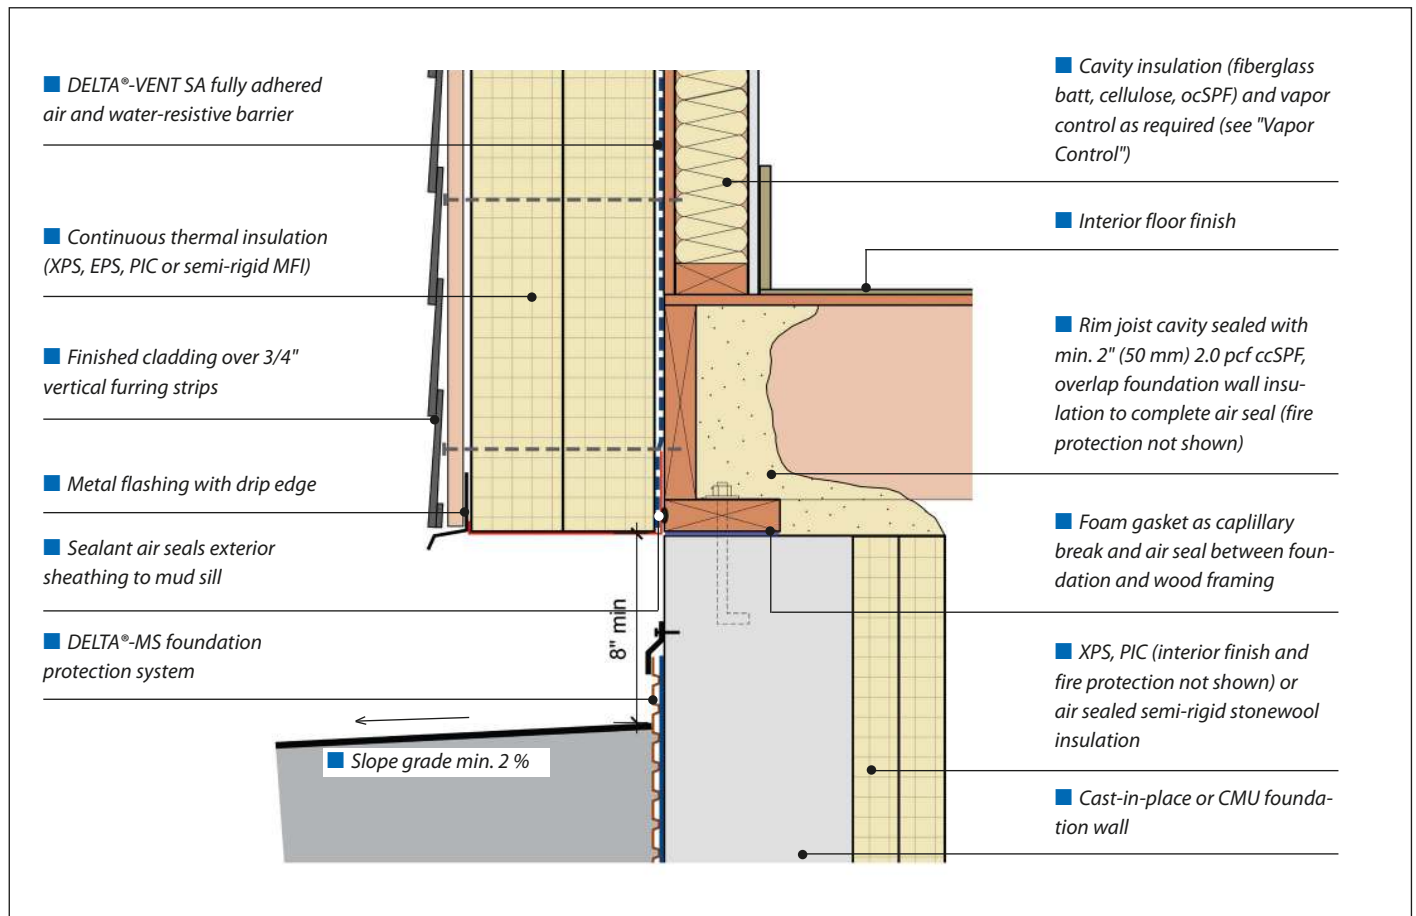 DELTA®-VENT SA fully adhered
air and water-resistive barrier
Continuous thermal insulation
(XPS, EPS, PIC or semi-rigid MFI)
Finished cladding over 3/4"
vertical furring strips
Metal flashing with drip edge
Sealant air seals exterior
sheathing to mud sill
DELTA®-MS foundation
protection system
8" min
Slope grade min. 2 %
Cavity insulation (fiberglass
batt, cellulose, ocSPF) and vapor
control as required (see "Vapor
Control")
Interior floor finish
Rim joist cavity sealed with
min. 2" (50 mm) 2.0 pcf ccSPF,
overlap foundation wall insu-
lation to complete air seal (fire
protection not shown)
Foam gasket as caplillary
break and air seal between foun-
dation and wood framing
XPS, PIC (interior finish and
fire protection not shown) or
air sealed semi-rigid stonewool
insulation
Cast-in-place or CMU founda-
tion wall